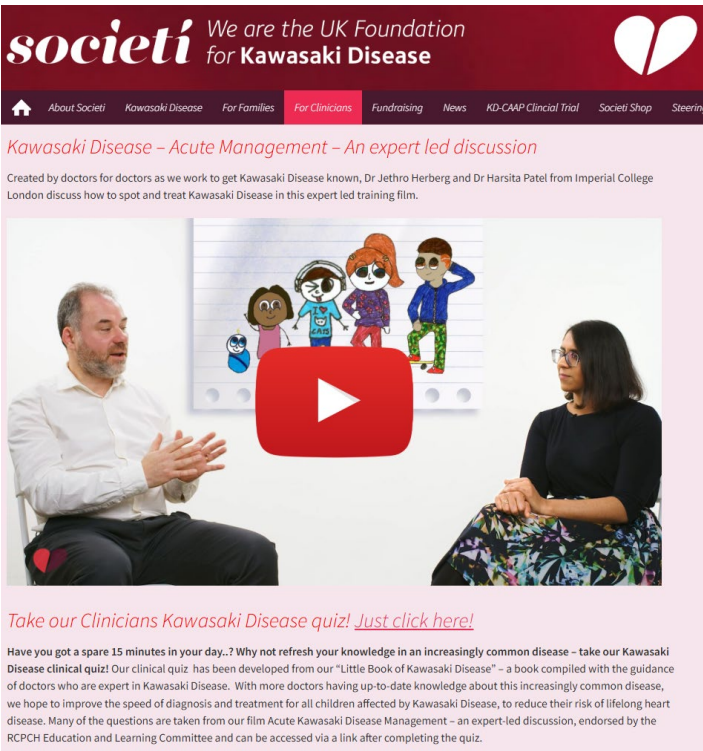 societí
We are the UK Foundation
for Kawasaki Disease
About Societi Kawasaki Disease For Families For Clinicians Fundraising News KD-CAAP Clincial Trial Societi Shop Steerin
Kawasaki Disease – Acute Management – An expert led discussion
Created by doctors for doctors as we work to get Kawasaki Disease known, Dr Jethro Herberg and Dr Harsita Patel from Imperial College
London discuss how to spot and treat Kawasaki Disease in this expert led training film.
I ♥
CATS
Take our Clinicians Kawasaki Disease quiz! Just click here!
Have you got a spare 15 minutes in your day..? Why not refresh your knowledge in an increasingly common disease – take our Kawasaki
Disease clinical quiz! Our clinical quiz has been developed from our “Little Book of Kawasaki Disease” – a book compiled with the guidance
of doctors who are expert in Kawasaki Disease. With more doctors having up-to-date knowledge about this increasingly common disease,
we hope to improve the speed of diagnosis and treatment for all children affected by Kawasaki Disease, to reduce their risk of lifelong heart
disease. Many of the questions are taken from our film Acute Kawasaki Disease Management – an expert-led discussion, endorsed by the
RCPCH Education and Learning Committee and can be accessed via a link after completing the quiz.